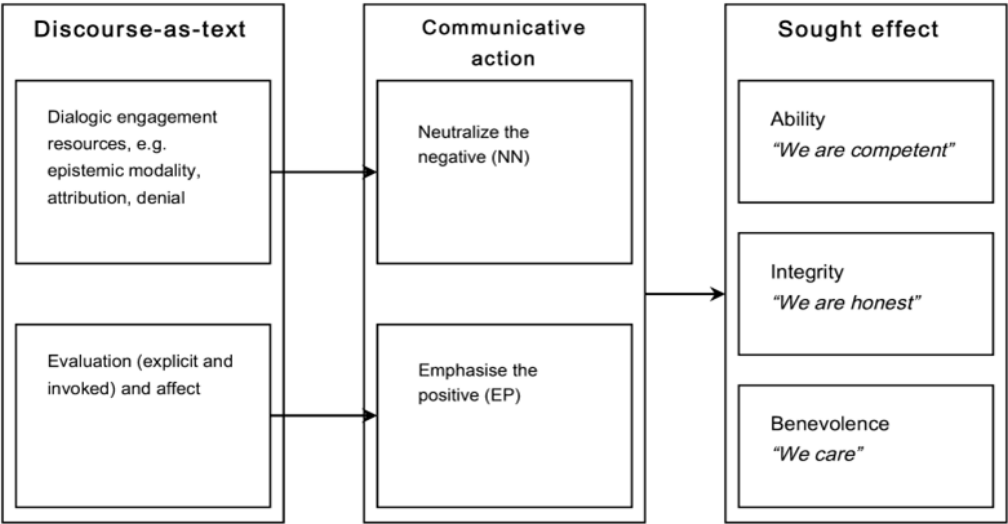 Discourse-as-text
Dialogic engagement
resources, e.g.
epistemic modality,
attribution, denial
Evaluation (explicit and
invoked) and affect
Communicative
action
Neutralize the
negative (NN)
Emphasise the
positive (EP)
Sought effect
Ability
“We are competent”
Integrity
“We are honest”
Benevolence
“We care”